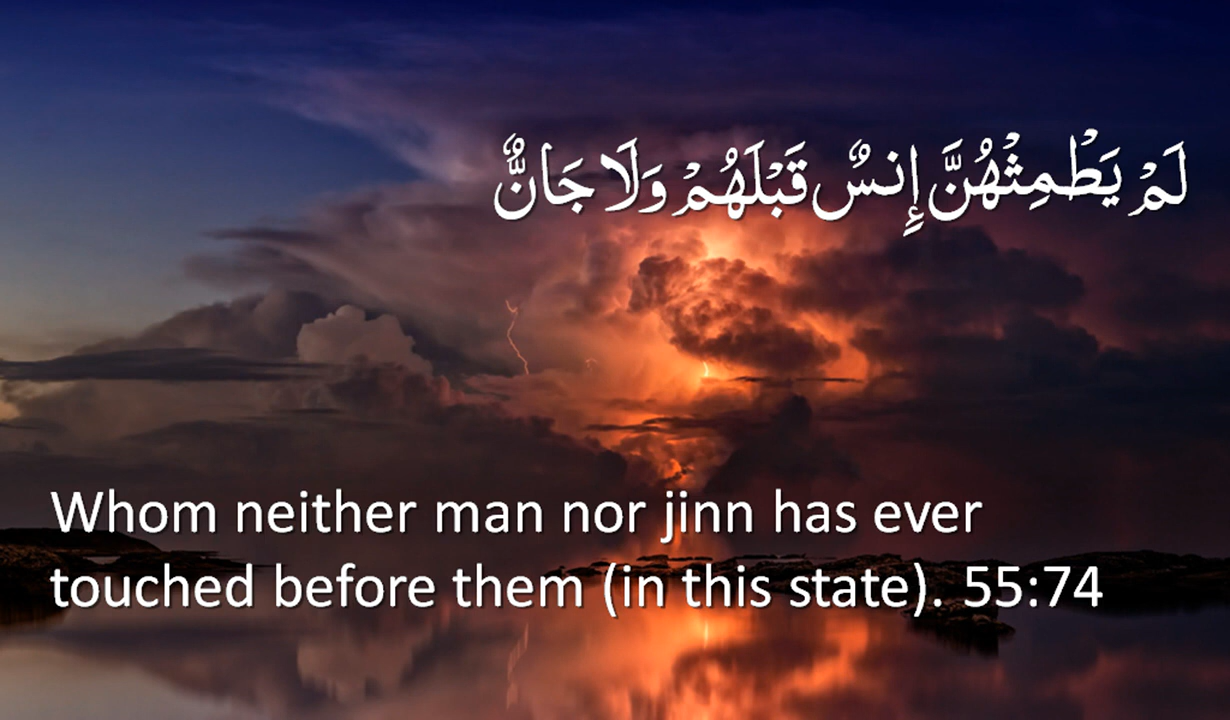 لَمْ يَطْمِثْهُنَّ إِنسٌ قَبْلَهُمْ وَلَا جَانٌّ
Whom neither man nor jinn has ever
touched before them (in this state). 55:74